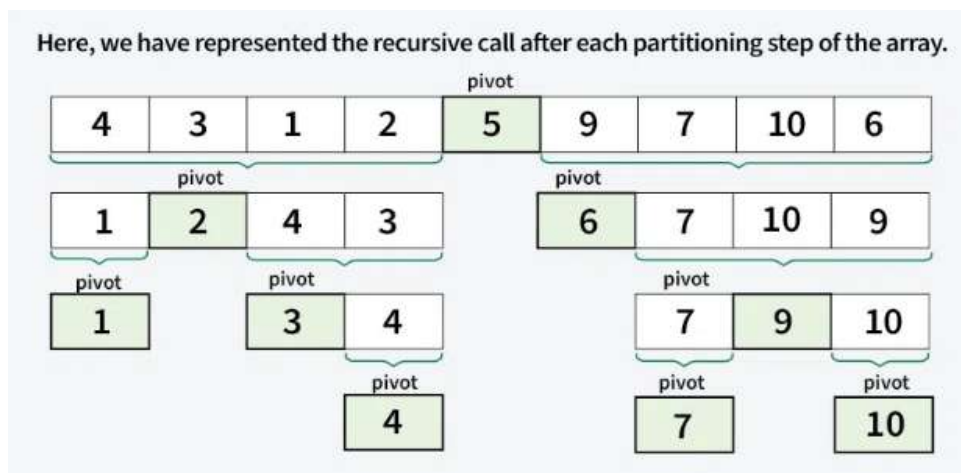 Here, we have represented the recursive call after each partitioning step of the array.
pivot
4 3 1 2 5 9 7 10 6
pivot pivot
1 2 4 3 6 7 10 9
pivot pivot pivot
1 3 4 7 9 10
pivot pivot pivot
4 7 10